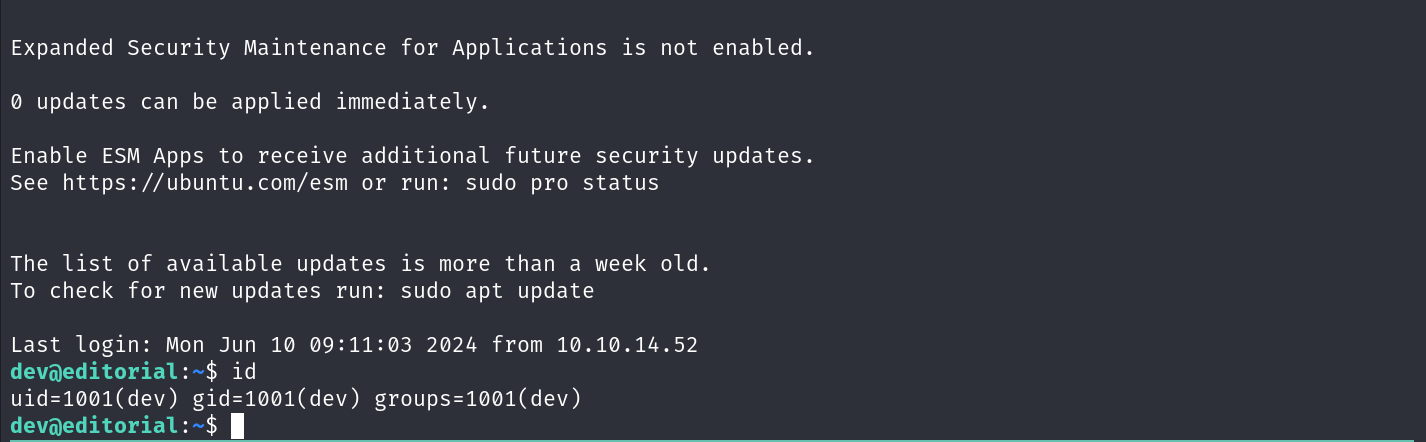 Expanded Security Maintenance for Applications is not enabled.
0 updates can be applied immediately.
Enable ESM Apps to receive additional future security updates.
See https://ubuntu.com/esm or run: sudo pro status
The list of available updates is more than a week old.
To check for new updates run: sudo apt update
Last login: Mon Jun 10 09:11:03 2024 from 10.10.14.52
dev@editorial:~$ id
uid=1001(dev) gid=1001(dev) groups=1001(dev)
dev@editorial:~$